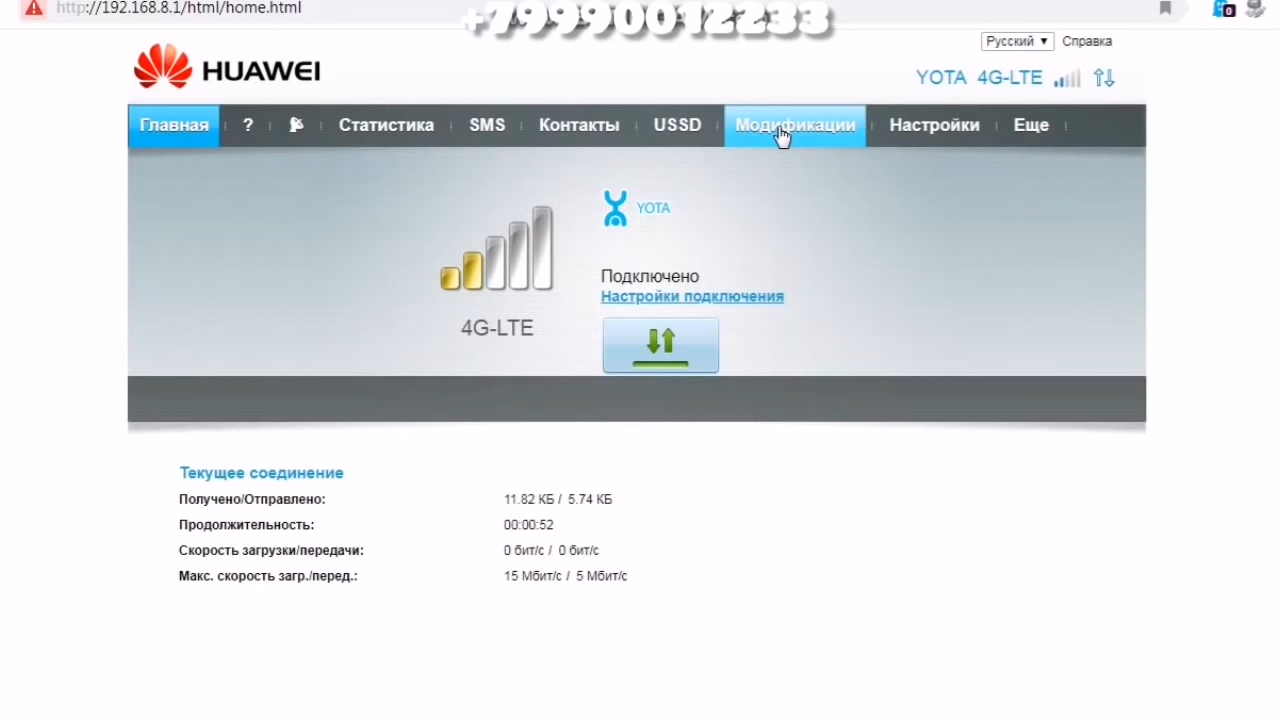 http://192.168.8.1/html/home.html
+79990012233
0
Русский ▼ Справка
HUAWEI
YOTA 4G-LTE
Главная ? Статистика SMS Контакты USSD Модификации Настройки Еще
YOTA
Подключено
Настройки подключения
4G-LTE
Текущее соединение
Получено/Отправлено: 11.82 КБ / 5.74 КБ
Продолжительность: 00:00:52
Скорость загрузки/передачи: 0 бит/с / 0 бит/с
Макс. скорость загр./перед.: 15 Мбит/с / 5 Мбит/с